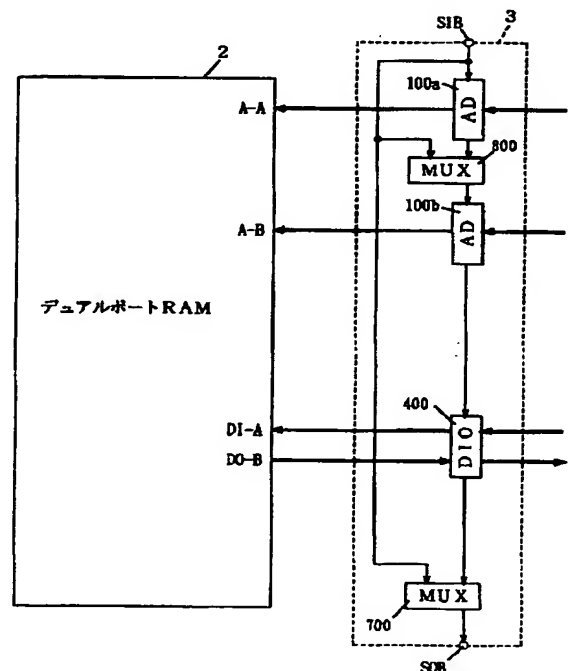 SIB
3
2
100a
AD
A-A
800
MUX
100b
AD
A-B
デュアルポートRAM
400
DIO
DI-A
DO-B
MUX
700
SOB